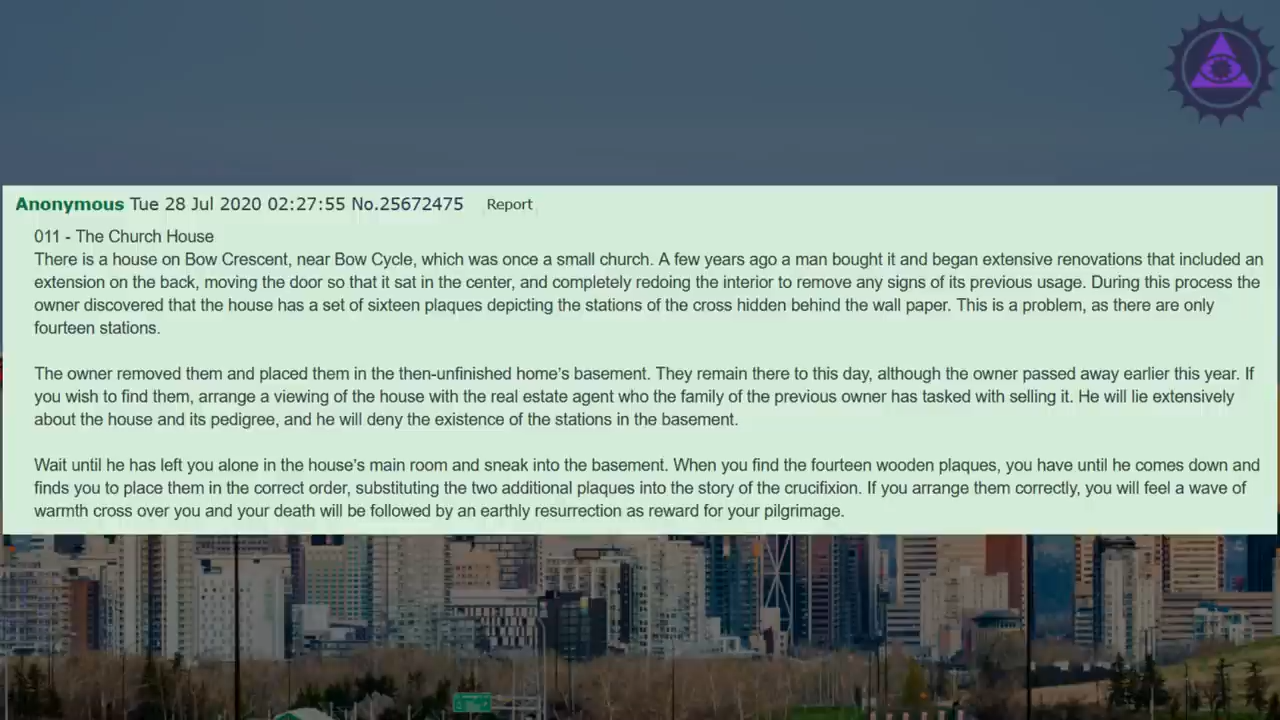 Anonymous Tue 28 Jul 2020 02:27:55 No.25672475 Report
011 - The Church House
There is a house on Bow Crescent, near Bow Cycle, which was once a small church. A few years ago a man bought it and began extensive renovations that included an
extension on the back, moving the door so that it sat in the center, and completely redoing the interior to remove any signs of its previous usage. During this process the
owner discovered that the house has a set of sixteen plaques depicting the stations of the cross hidden behind the wall paper. This is a problem, as there are only
fourteen stations.
The owner removed them and placed them in the then-unfinished home's basement. They remain there to this day, although the owner passed away earlier this year. If
you wish to find them, arrange a viewing of the house with the real estate agent who the family of the previous owner has tasked with selling it. He will lie extensively
about the house and its pedigree, and he will deny the existence of the stations in the basement.
Wait until he has left you alone in the house's main room and sneak into the basement. When you find the fourteen wooden plaques, you have until he comes down and
finds you to place them in the correct order, substituting the two additional plaques into the story of the crucifixion. If you arrange them correctly, you will feel a wave of
warmth cross over you and your death will be followed by an earthly resurrection as reward for your pilgrimage.